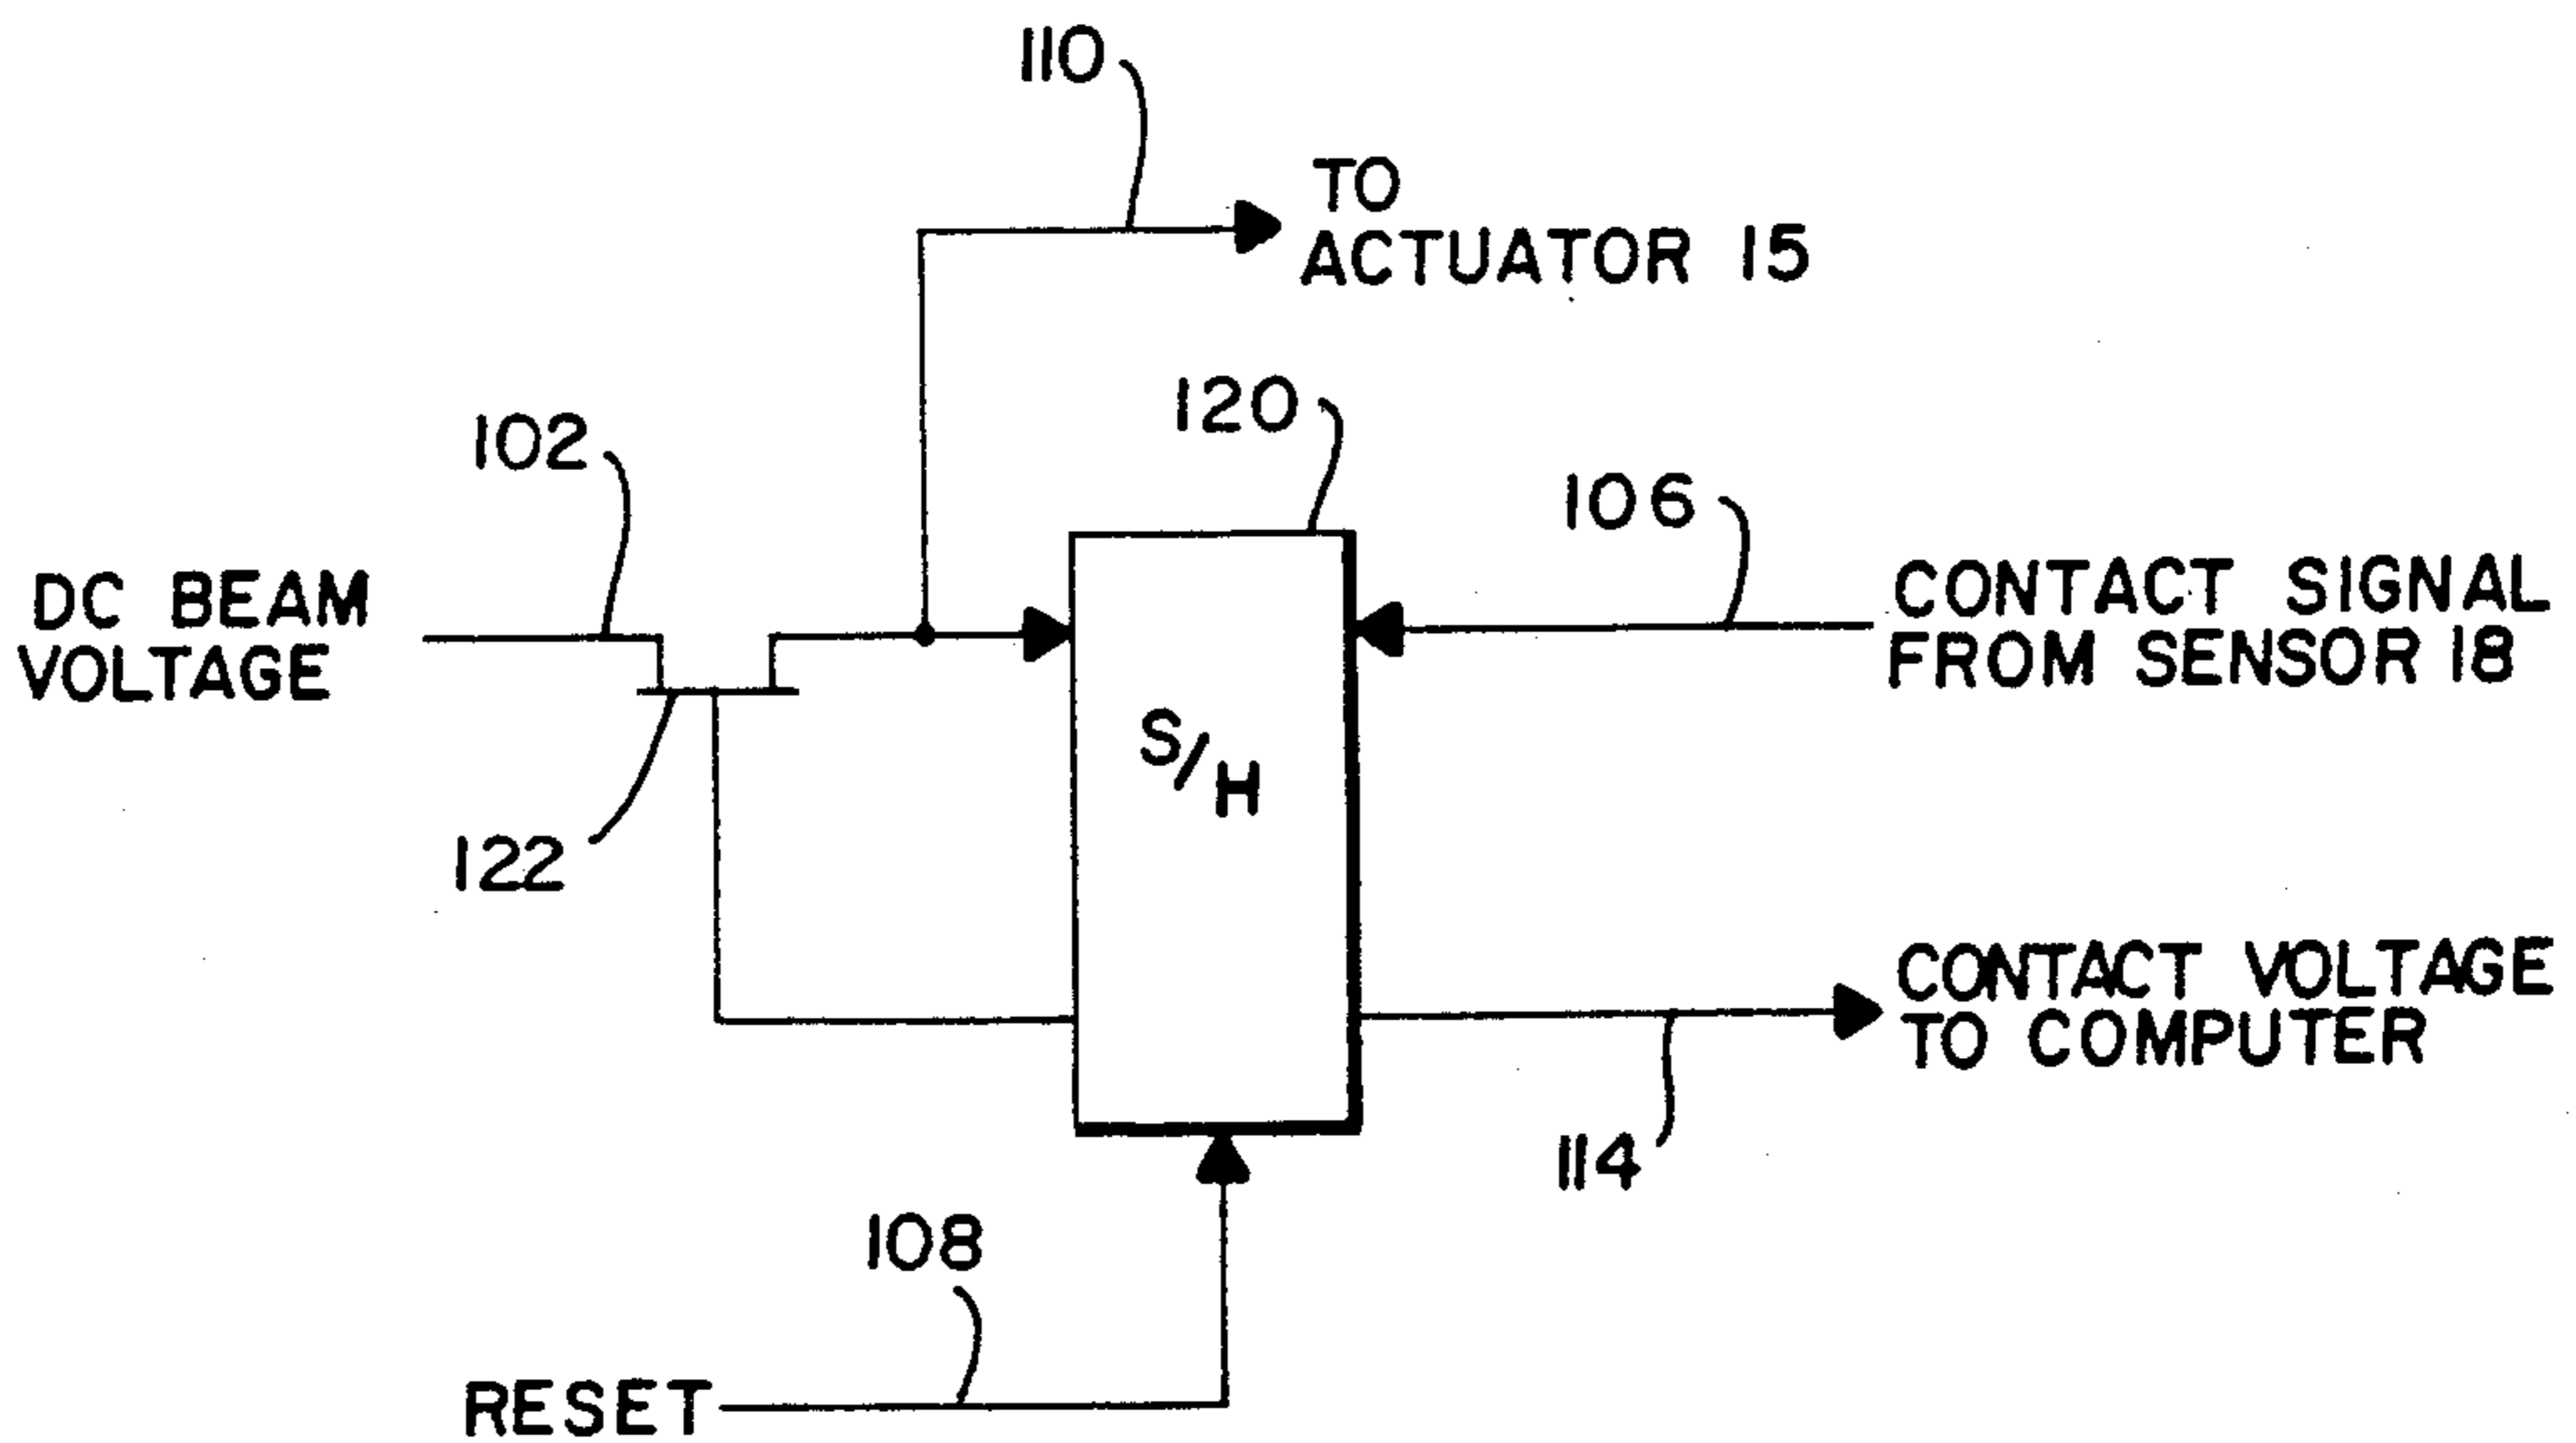 110
TO
ACTUATOR 15
102
120
106
DC BEAM
VOLTAGE
CONTACT SIGNAL
FROM SENSOR 18
S/H
122
CONTACT VOLTAGE
TO COMPUTER
114
108
RESET